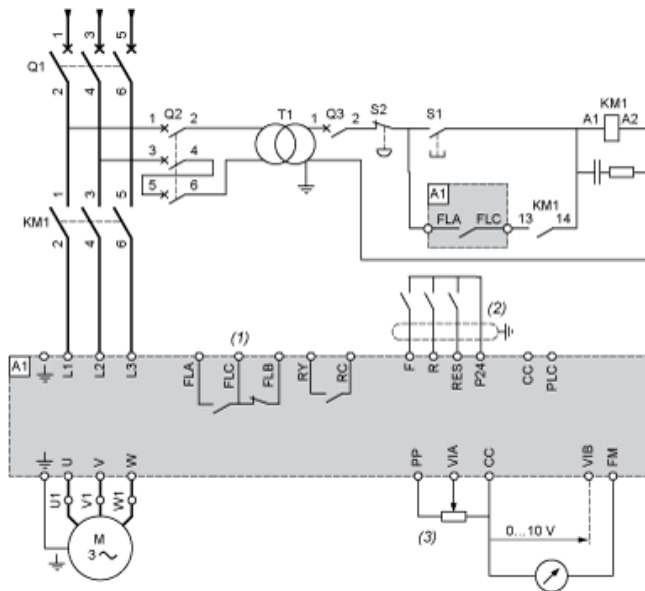 1 3 5
Q1
2 4 6
Q2
1 2
3 4
5 6
T1
1 Q3 2
S2
S1
KM1
A1 A2
A1
FLA FLC
KM1
13 14
1 3 5
KM1
2 4 6
(1)
(2)
A1
L1 L2 L3
FLA FLC FLB RY RC
F R RES P24 CC PLC
U V W
U1 V1 W1
M
3
PP VIA CC VIB FM
(3)
0...10 V